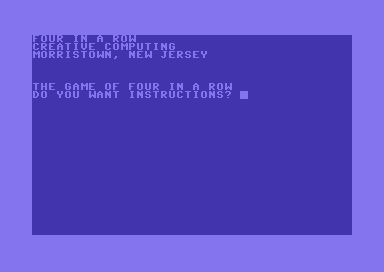 FOUR IN A ROW
CREATIVE COMPUTING
MORRISTOWN, NEW JERSEY
THE GAME OF FOUR IN A ROW
DO YOU WANT INSTRUCTIONS?